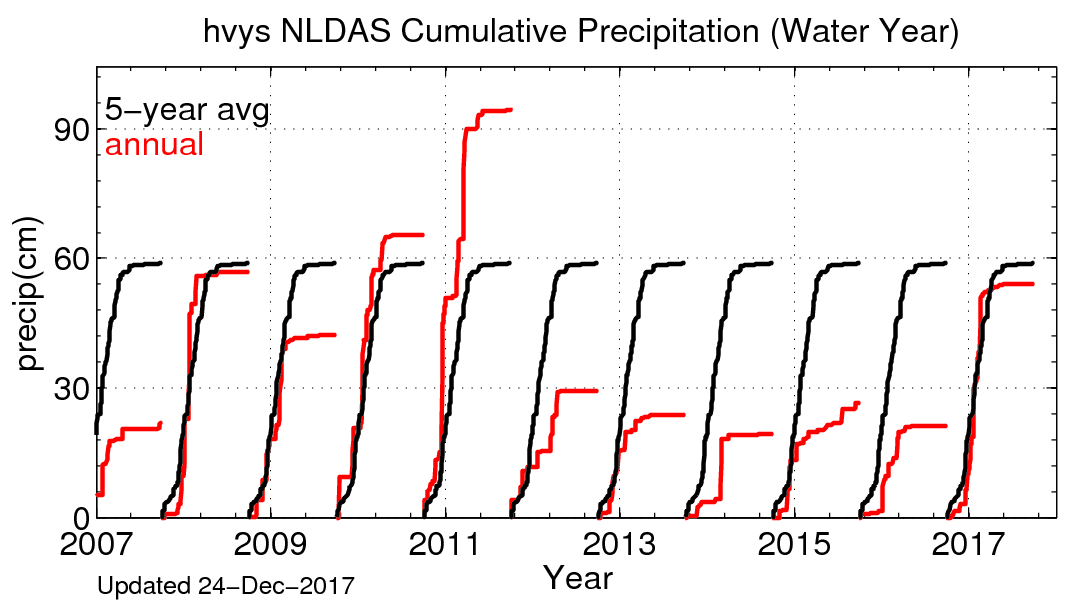 hvys NLDAS Cumulative Precipitation (Water Year)
5−year avg
annual
precip(cm)
90
60
30
0
2007 2009 2011 2013 2015 2017
Year
Updated 24−Dec−2017